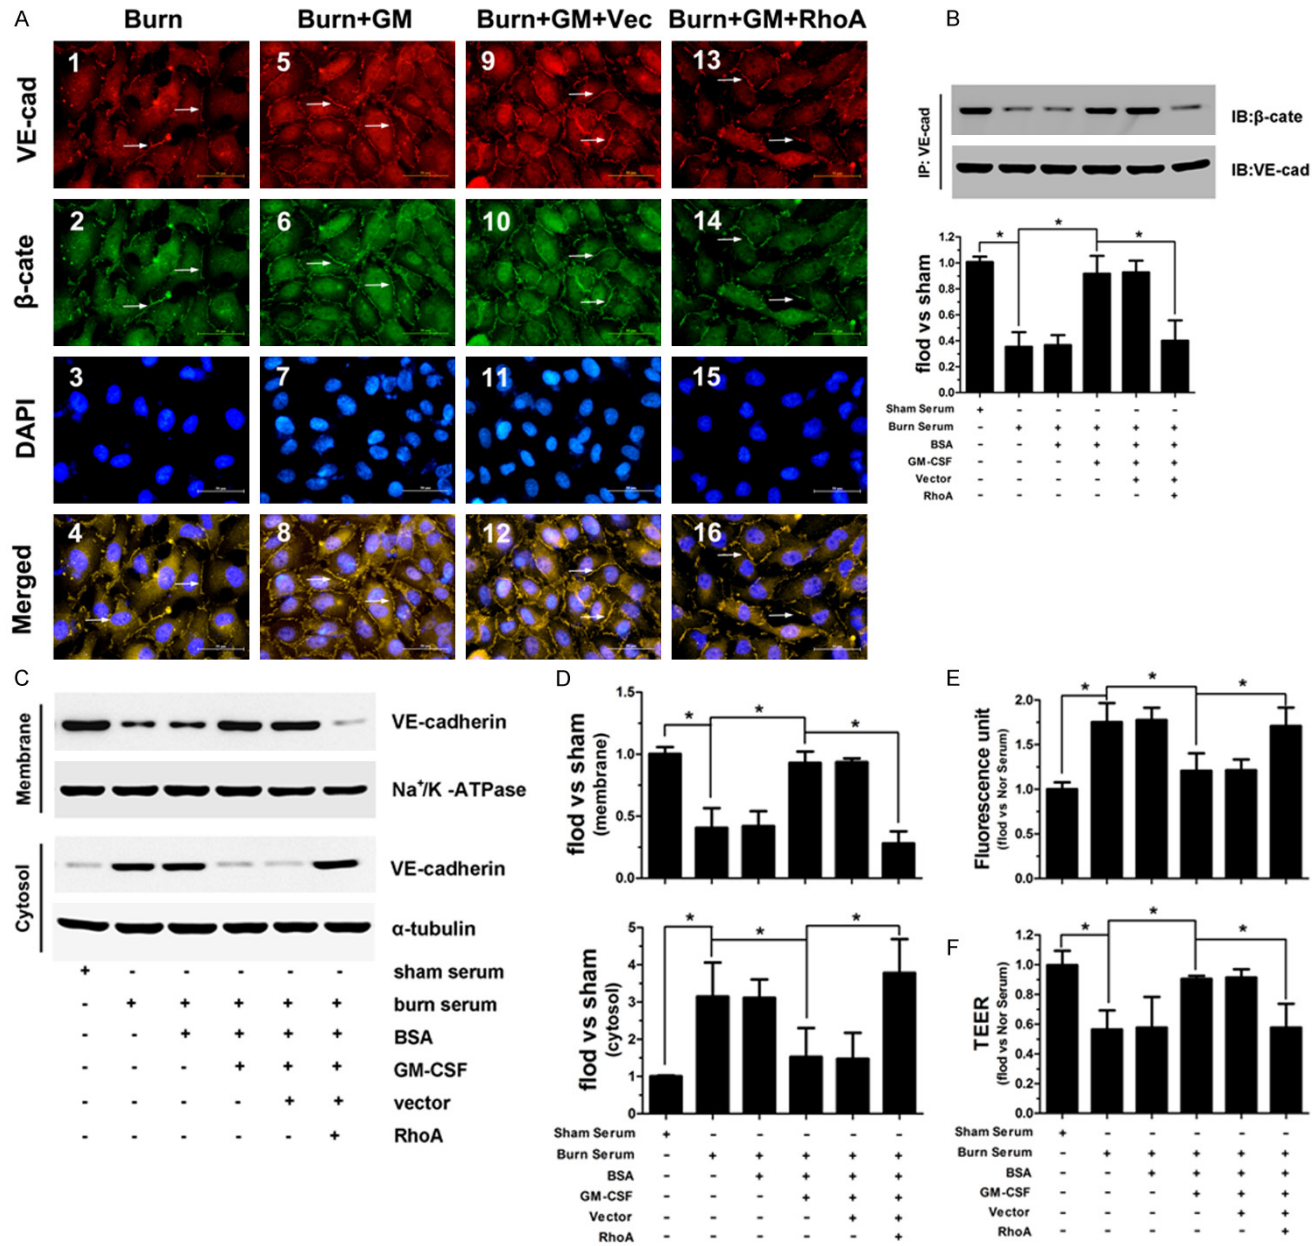 A
Burn Burn+GM Burn+GM+Vec Burn+GM+RhoA
VE-cad
1 5 9 13
β-cate
2 6 10 14
DAPI
3 7 11 15
Merged
4 8 12 16
B
IP: VE-cad
IB:β-cate
IB:VE-cad
flod vs sham
1.2
1.0
0.8
0.6
0.4
0.2
0.0
* * *
Sham Serum + - - - - -
Burn Serum - + + + + +
BSA - - + + + +
GM-CSF - - - + + +
Vector - - - - + +
RhoA - - - - - +
C
Membrane
VE-cadherin
Na+/K -ATPase
Cytosol
VE-cadherin
α-tubulin
+ - - - - - sham serum
- + + + + + burn serum
- - + + + + BSA
- - - + + + GM-CSF
- - - - + + vector
- - - - - + RhoA
D
flod vs sham
(membrane)
1.5
1.0
0.5
0.0
* * *
flod vs sham
(cytosol)
5
4
3
2
1
0
* * *
Sham Serum + - - - - -
Burn Serum - + + + + +
BSA - - + + + +
GM-CSF - - - + + +
Vector - - - - + +
RhoA - - - - - +
E
Fluorescence unit
(flod vs Nor Serum)
2.0
1.5
1.0
0.5
0.0
* * *
F
TEER
(flod vs Nor Serum)
1.2
1.0
0.8
0.6
0.4
0.2
0.0
* * *
Sham Serum + - - - - -
Burn Serum - + + + + +
BSA - - + + + +
GM-CSF - - - + + +
Vector - - - - + +
RhoA - - - - - +